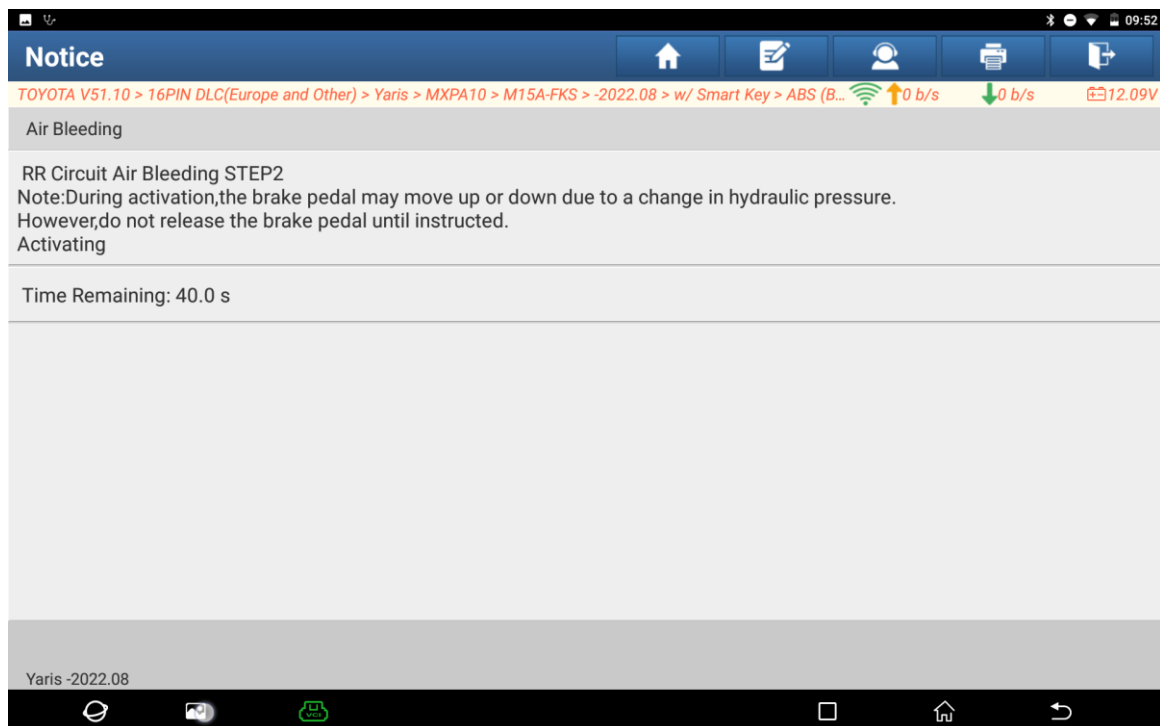 09:52
Notice
TOYOTA V51.10 > 16PIN DLC(Europe and Other) > Yaris > MXPA10 > M15A-FKS > -2022.08 > w/ Smart Key > ABS (B... 0 b/s 0 b/s 12.09V
Air Bleeding
RR Circuit Air Bleeding STEP2
Note:During activation,the brake pedal may move up or down due to a change in hydraulic pressure.
However,do not release the brake pedal until instructed.
Activating
Time Remaining: 40.0 s
Yaris -2022.08
VCI